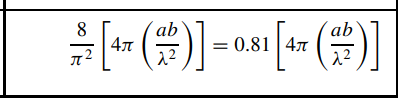 8/π² [4π (ab/λ²)] = 0.81 [4π (ab/λ²)]